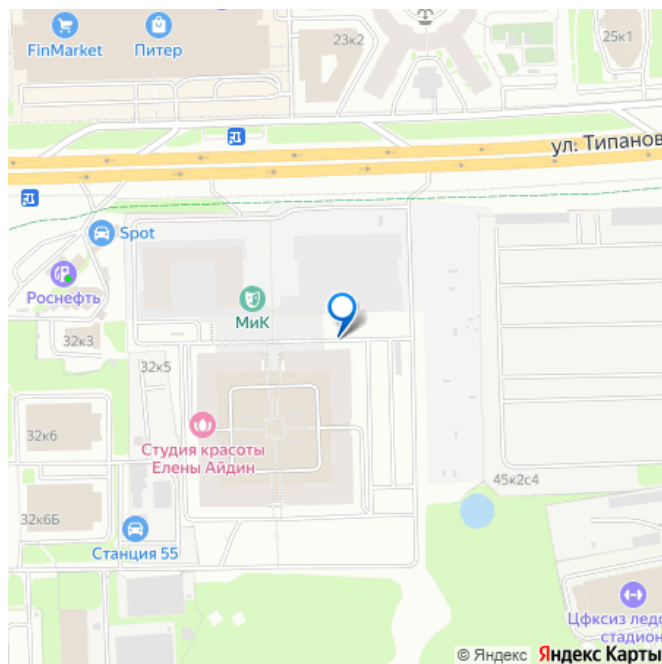 FinMarket
Питер
23к2
25к1
ул. Типанов
Spot
Роснефть
МиК
32к3
32к5
32к6
Студия красоты
Елены Айдин
45к2с4
32к6Б
Станция 55
Цфксиз ледо
стадион
© Яндекс Яндекс Карты